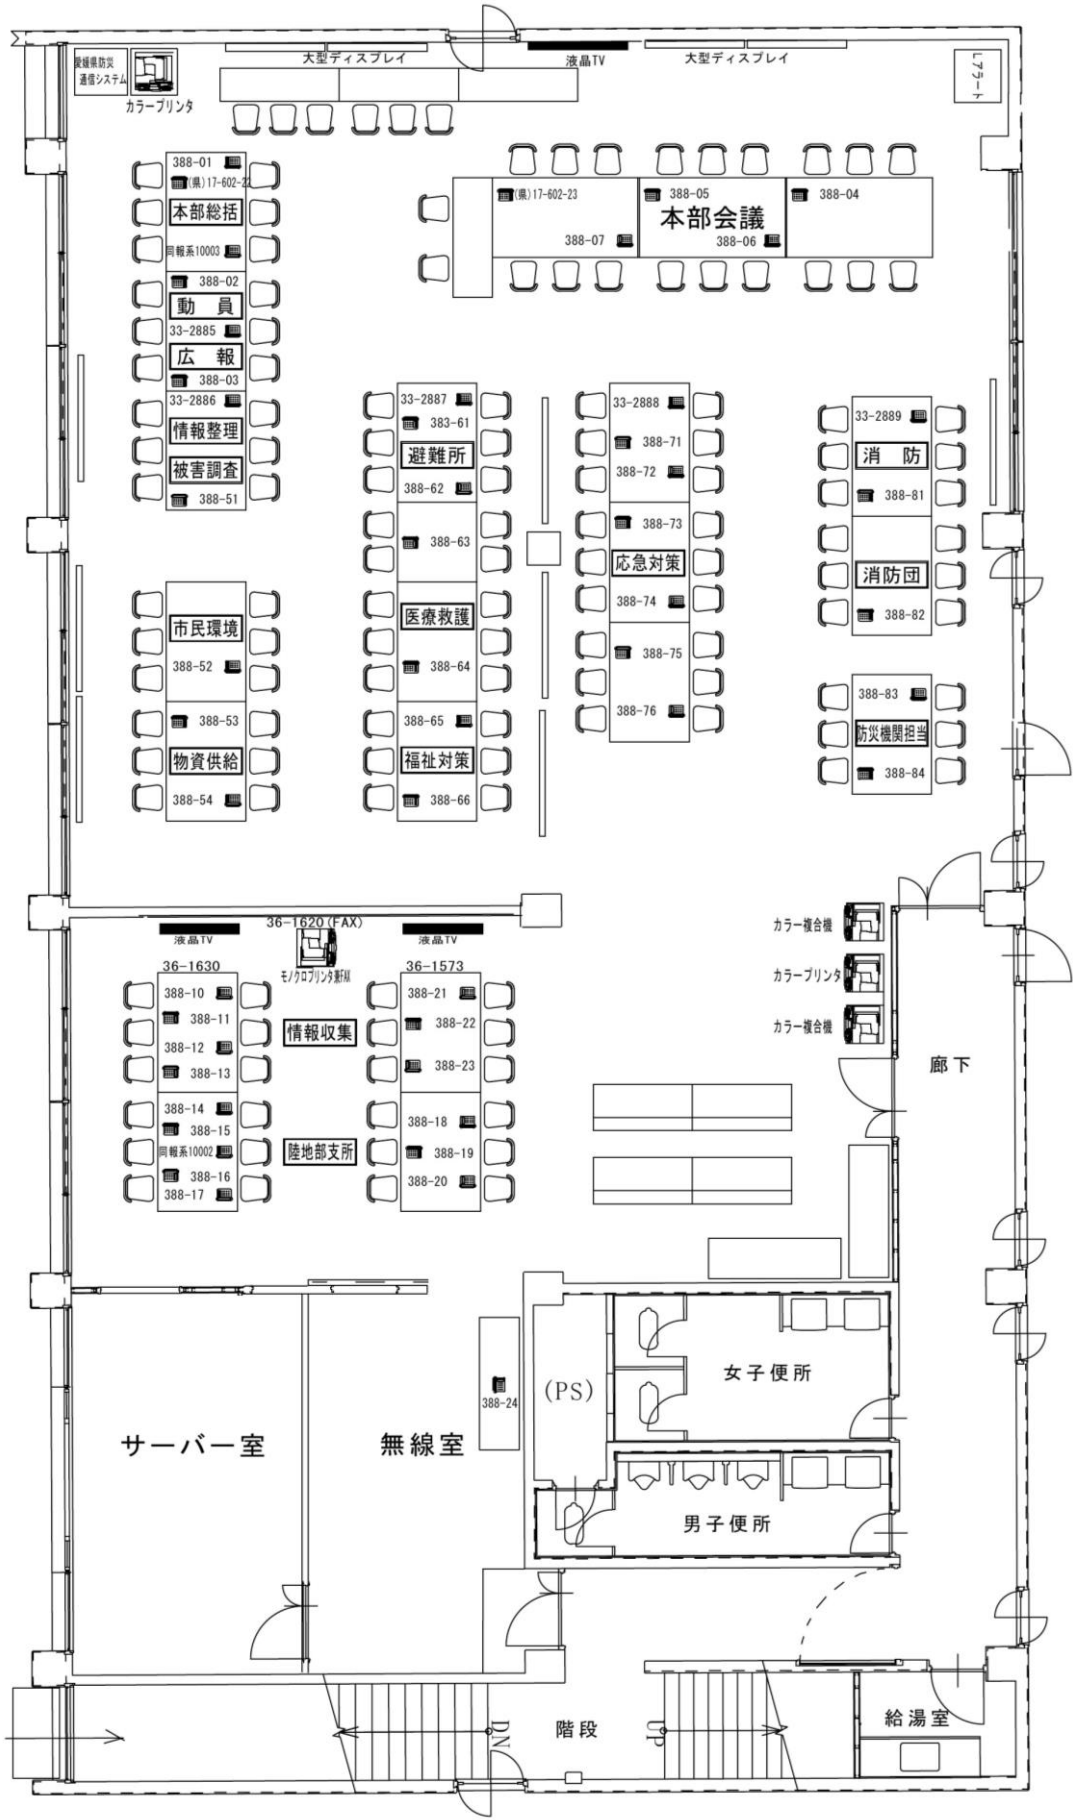 愛媛県防災
通信システム
カラープリンタ
大型ディスプレイ
液晶TV
大型ディスプレイ
Lアラート
388-01
(県)17-602-22
本部総括
同報系10003
388-02
動 員
33-2885
広 報
388-03
33-2886
情報整理
被害調査
388-51
(県)17-602-23
388-05
388-04
本部会議
388-07
388-06
33-2887
383-61
避難所
388-62
388-63
医療救護
388-64
388-65
福祉対策
388-66
33-2888
388-71
388-72
388-73
応急対策
388-74
388-75
388-76
33-2889
消 防
388-81
消防団
388-82
388-83
防災機関担当
388-84
市民環境
388-52
388-53
物資供給
388-54
液晶TV
36-1620(FAX)
モノクロプリンタ兼FAX
液晶TV
36-1630
388-10
388-11
388-12
388-13
388-14
388-15
同報系10002
388-16
388-17
情報収集
陸地部支所
36-1573
388-21
388-22
388-23
388-18
388-19
388-20
カラー複合機
カラープリンタ
カラー複合機
廊下
サーバー室
無線室
388-24
(PS)
女子便所
男子便所
DN
階段
UP
給湯室